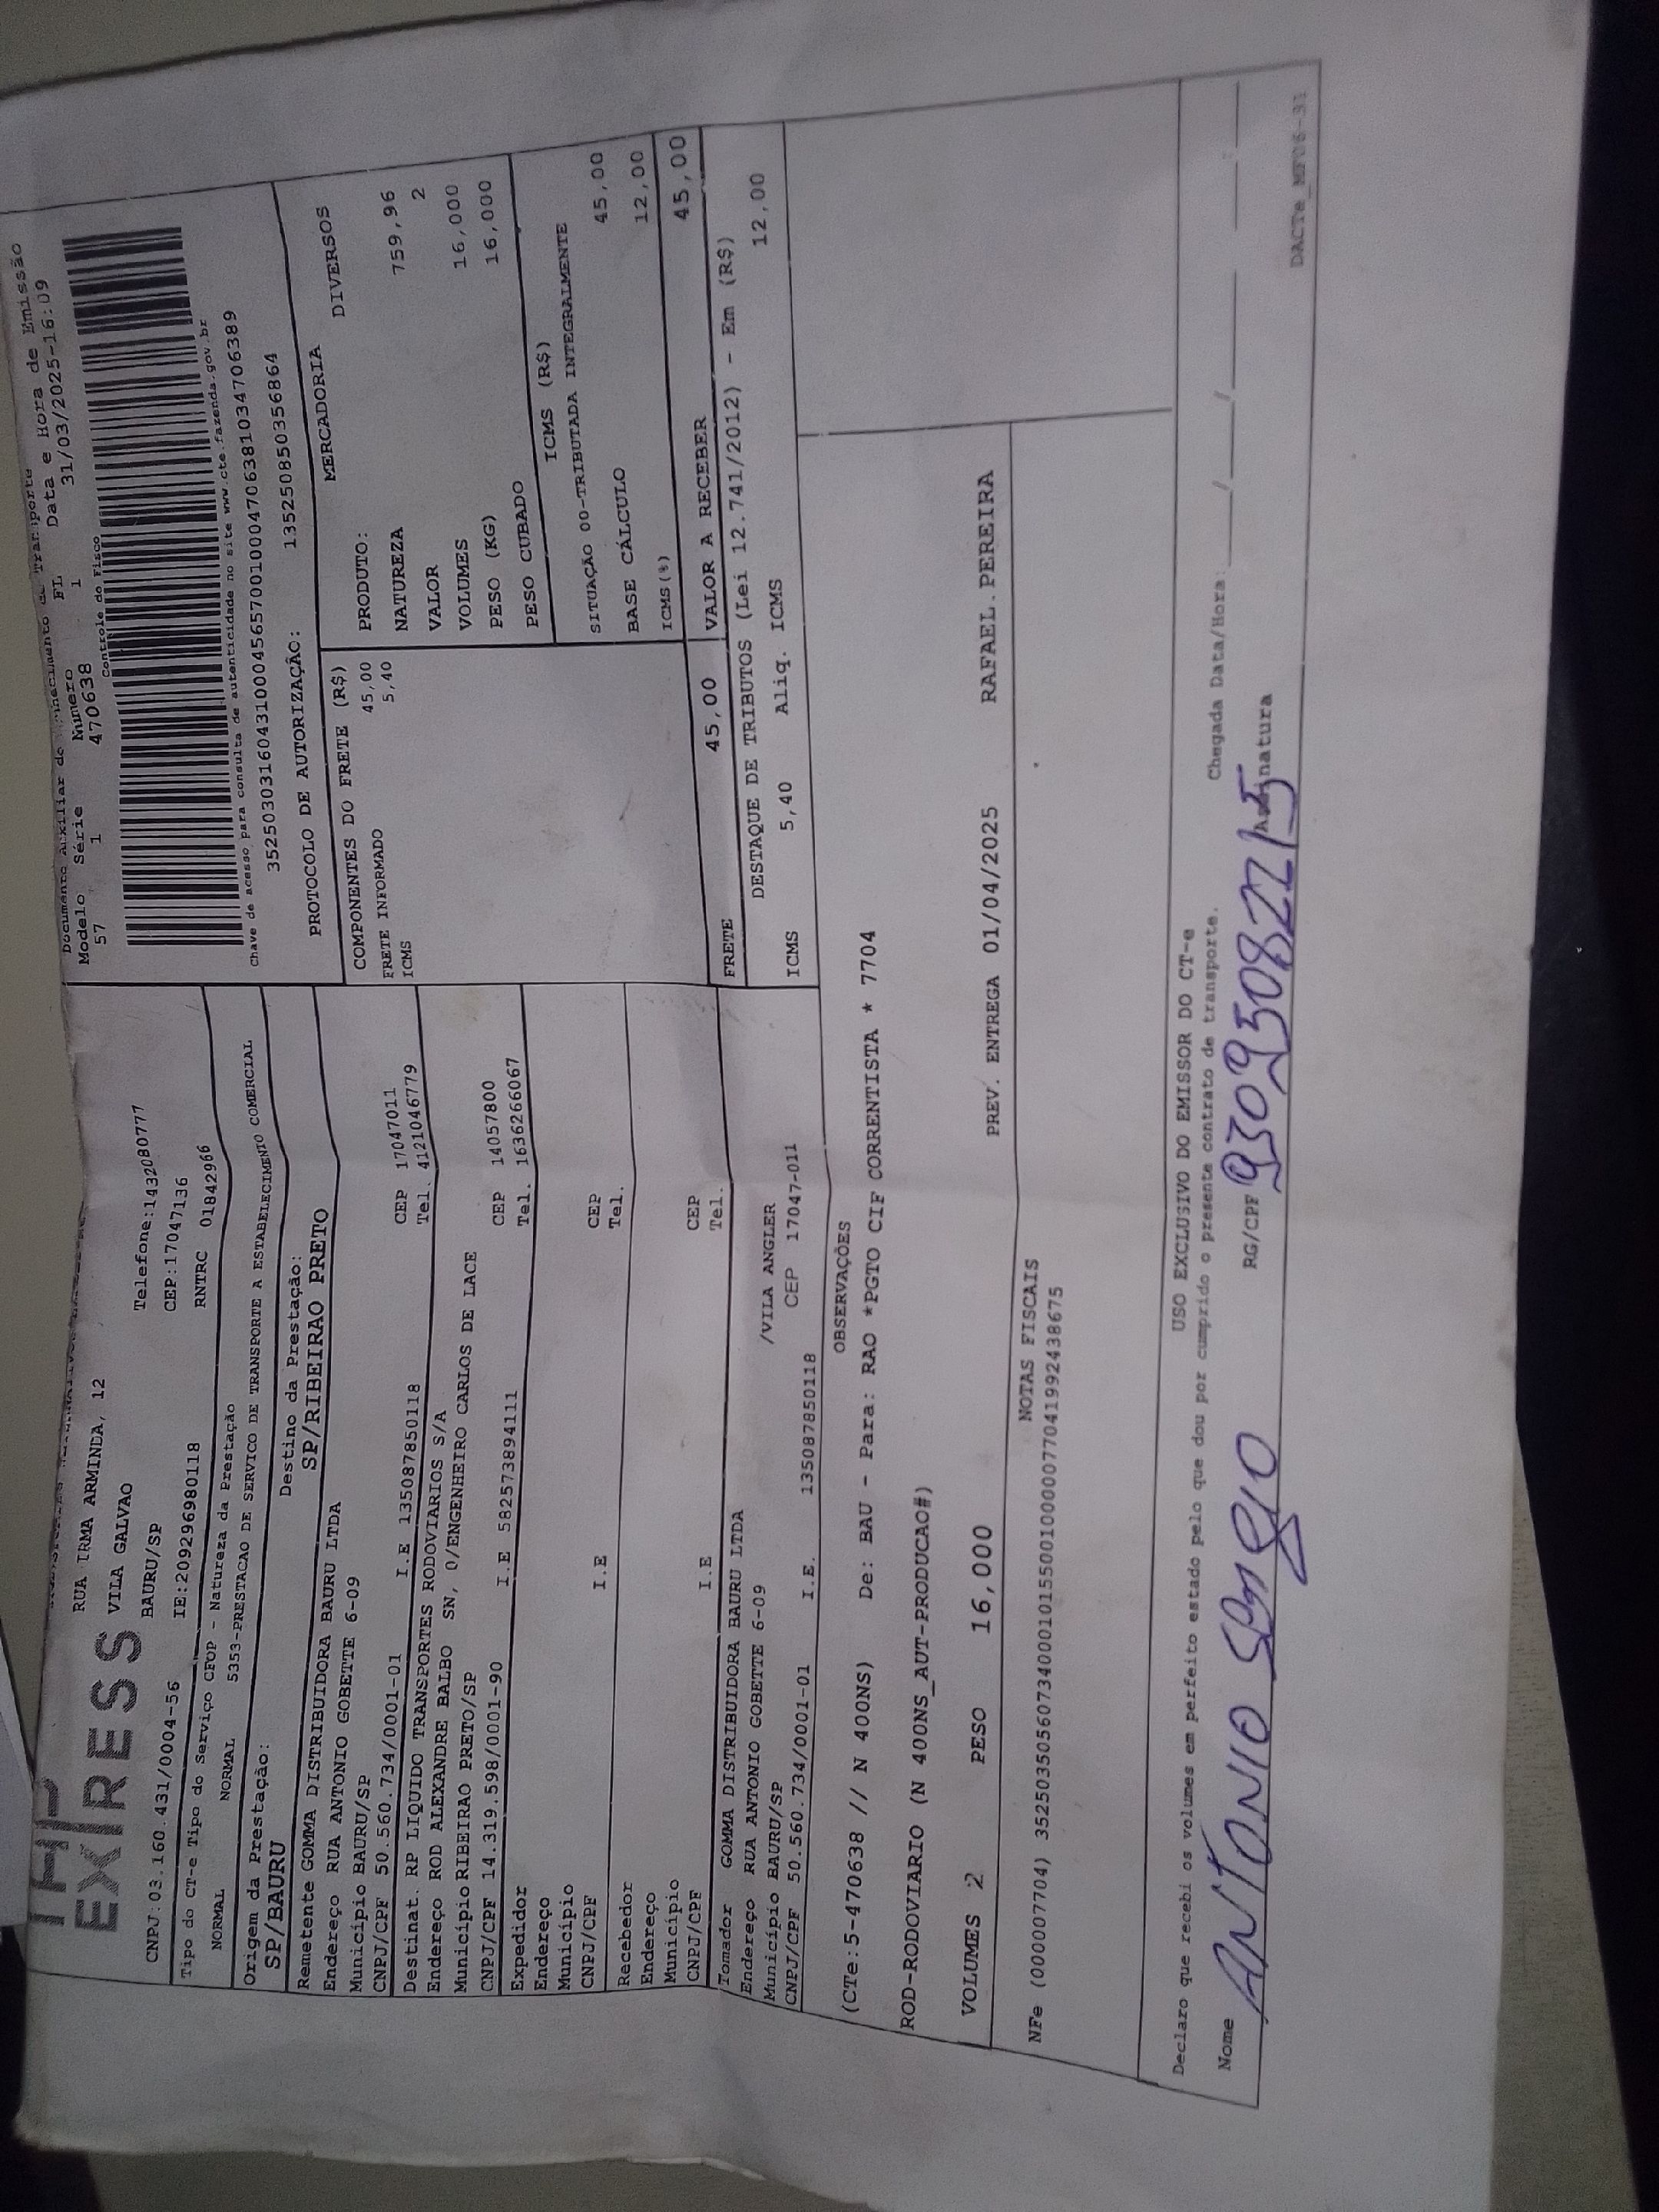 EXPRESS
RUA IRMA ARMINDA, 12
VILA GALVAO
BAURU/SP
Telefone:1432080777
CEP:17047136
CNPJ:03.160.431/0004-56 IE:209296980118 RNTRC 01842966
Tipo do CT-e Tipo do Serviço CFOP - Natureza da Prestação
NORMAL NORMAL 5353-PRESTACAO DE SERVICO DE TRANSPORTE A ESTABELECIMENTO COMERCIAL
Origem da Prestação: Destino da Prestação:
SP/BAURU SP/RIBEIRAO PRETO
Remetente GOMMA DISTRIBUIDORA BAURU LTDA
Endereço RUA ANTONIO GOBETTE 6-09
Município BAURU/SP CEP 17047011
CNPJ/CPF 50.560.734/0001-01 I.E 135087850118 Tel. 4121046779
Destinat. RP LIQUIDO TRANSPORTES RODOVIARIOS S/A
Endereço ROD ALEXANDRE BALBO SN, 0/ENGENHEIRO CARLOS DE LACE
Município RIBEIRAO PRETO/SP CEP 14057800
CNPJ/CPF 14.319.598/0001-90 I.E 582573894111 Tel. 1636266067
Expedidor
Endereço
Município CEP
CNPJ/CPF I.E Tel.
Recebedor
Endereço
Município CEP
CNPJ/CPF I.E Tel.
Tomador GOMMA DISTRIBUIDORA BAURU LTDA
Endereço RUA ANTONIO GOBETTE 6-09 /VILA ANGLER
Município BAURU/SP CEP 17047-011
CNPJ/CPF 50.560.734/0001-01 I.E. 135087850118
Documento Auxiliar do Conhecimento de Transporte
Modelo Série Número FL Data e Hora de Emissão
57 1 470638 1 31/03/2025-16:09
Controle do Fisco
Chave de acesso para consulta de autenticidade no site www.cte.fazenda.gov.br
35250303160431000456570010004706381034706389
PROTOCOLO DE AUTORIZAÇÃO: 135250850356864
COMPONENTES DO FRETE (R$)
FRETE INFORMADO 45,00
ICMS 5,40
MERCADORIA
PRODUTO: DIVERSOS
NATUREZA
VALOR 759,96
VOLUMES 2
PESO (KG) 16,000
PESO CUBADO 16,000
ICMS (R$)
SITUAÇÃO 00-TRIBUTADA INTEGRALMENTE
BASE CÁLCULO 45,00
ICMS(%) 12,00
FRETE 45,00 VALOR A RECEBER 45,00
DESTAQUE DE TRIBUTOS (Lei 12.741/2012) - Em (R$)
ICMS 5,40 Aliq. ICMS 12,00
OBSERVAÇÕES
(CTe:5-470638 // N 400NS) De: BAU - Para: RAO *PGTO CIF CORRENTISTA * 7704
ROD-RODOVIARIO (N 400NS_AUT-PRODUCAO#)
VOLUMES 2 PESO 16,000 PREV. ENTREGA 01/04/2025 RAFAEL.PEREIRA
NOTAS FISCAIS
NFe (000007704) 35250350560734000101550010000077041992438675
USO EXCLUSIVO DO EMISSOR DO CT-e
Declaro que recebi os volumes em perfeito estado pelo que dou por cumprido o presente contrato de transporte.
Chegada Data/Hora:____/____/____ ____:____
Nome ANTONIO SERGIO RG/CPF 93095082215 Assinatura
DACTe_MF06-31